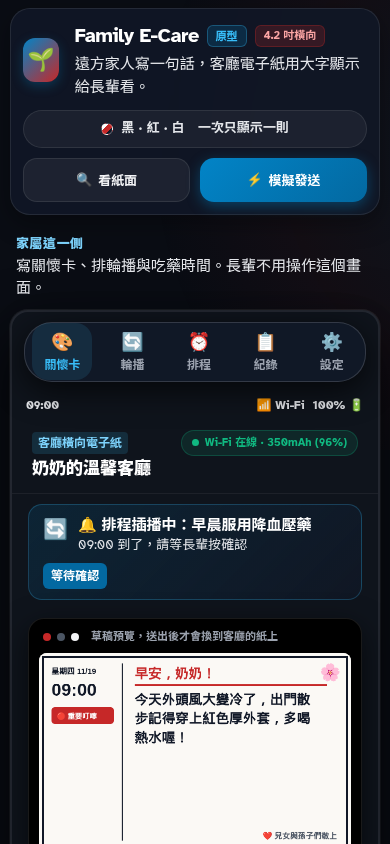 Family E-Care 原型 4.2 吋橫向
遠方家人寫一句話，客廳電子紙用大字顯示
給長輩看。
黑・紅・白 一次只顯示一則
看紙面
模擬發送
家屬這一側
寫關懷卡、排輪播與吃藥時間。長輩不用操作這個畫
面。
關懷卡 輪播 排程 紀錄 設定
09:00 Wi-Fi 100%
客廳橫向電子紙
Wi-Fi 在線・350mAh (96%)
奶奶的溫馨客廳
排程插播中：早晨服用降血壓藥
09:00 到了，請等長輩按確認
等待確認
草稿預覽，送出後才會換到客廳的紙上
星期四 11/19
09:00
重要叮嚀
早安，奶奶！
今天外頭風大變冷了，出門散
步記得穿上紅色厚外套，多喝
熱水喔！
兒女與孫子們敬上